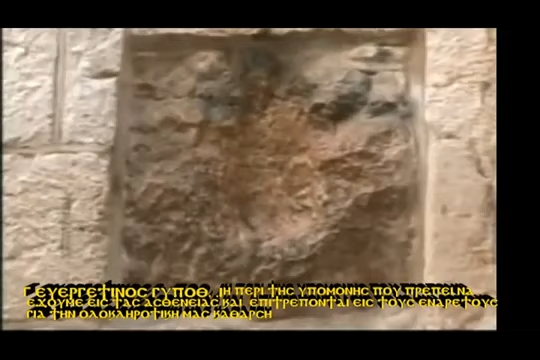 Γ ΕΥΕΡΓΕΤΙΝΟΣ Γ ΥΠΟΘ. ΙΗ ΠΕΡΙ ΤΗΣ ΥΠΟΜΟΝΗΣ ΠΟΥ ΠΡΕΠΕΙ ΝΑ
ΕΧΟΥΜΕ ΕΙΣ ΤΑΣ ΑΣΘΕΝΕΙΑΣ ΚΑΙ ΕΠΙΤΡΕΠΟΝΤΑΙ ΕΙΣ ΤΟΥΣ ΕΝΑΡΕΤΟΥΣ
ΓΙΑ ΤΗΝ ΟΛΟΚΛΗΡΟΤΙΚΗ ΜΑΣ ΚΑΘΑΡΣΗ